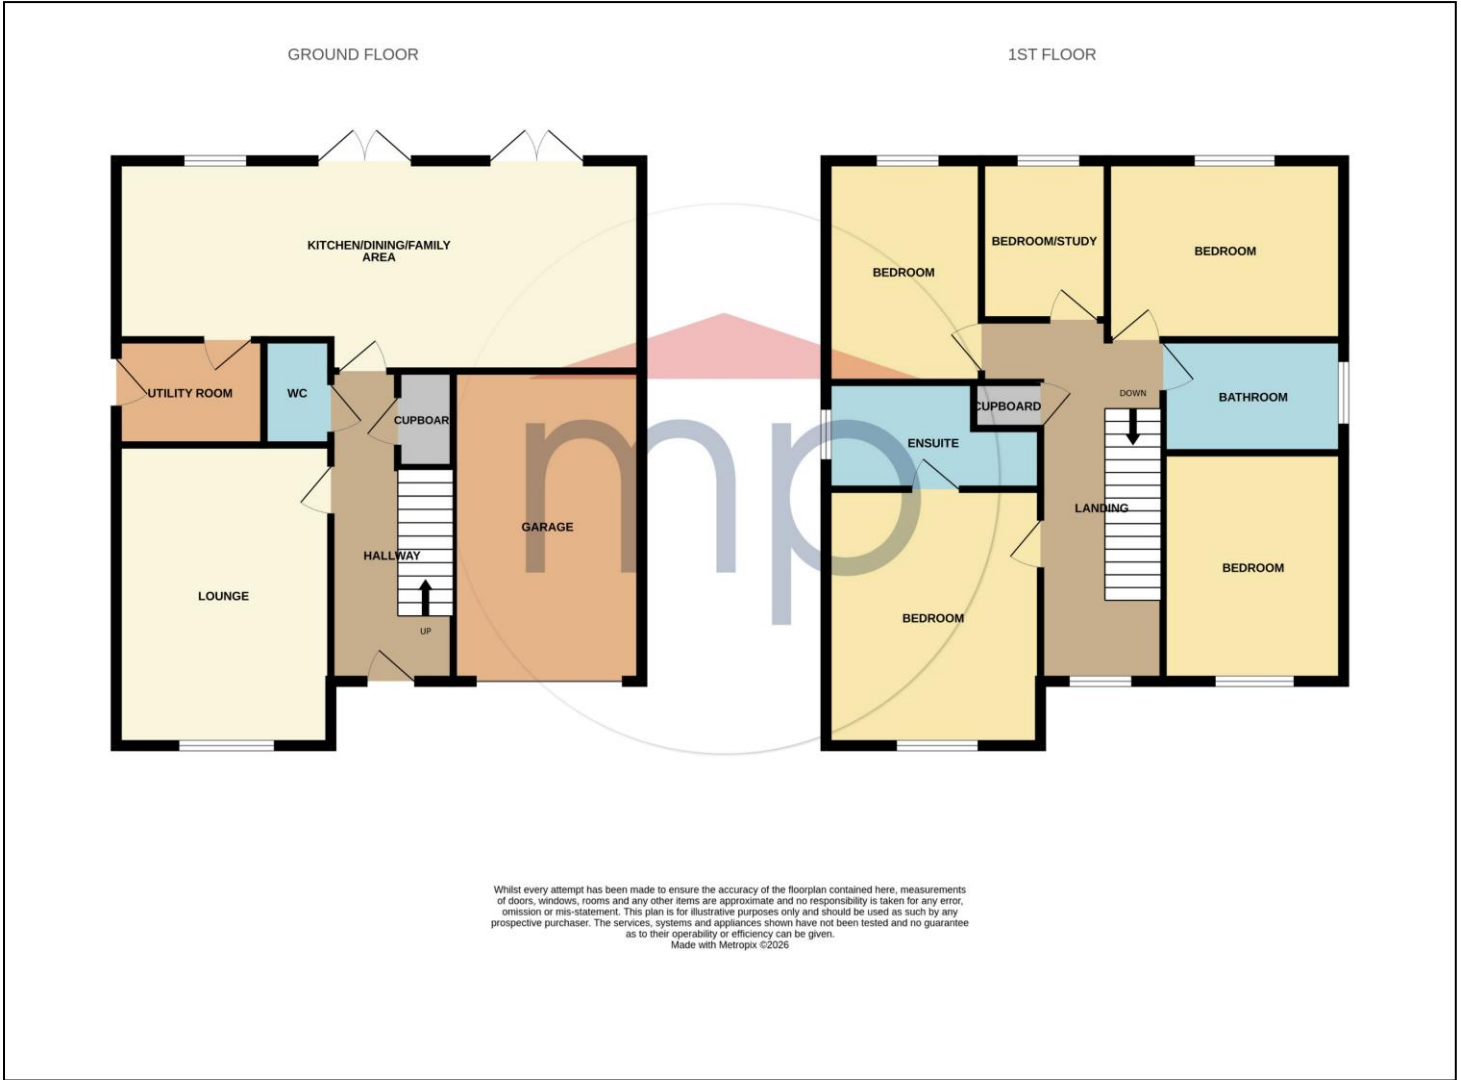 GROUND FLOOR
1ST FLOOR
KITCHEN/DINING/FAMILY
AREA
UTILITY ROOM
WC
CUPBOAR
LOUNGE
HALLWAY
UP
GARAGE
BEDROOM
BEDROOM/STUDY
BEDROOM
CUPBOARD
DOWN
BATHROOM
ENSUITE
LANDING
BEDROOM
BEDROOM
mp
Whilst every attempt has been made to ensure the accuracy of the floorplan contained here, measurements
of doors, windows, rooms and any other items are approximate and no responsibility is taken for any error,
omission or mis-statement. This plan is for illustrative purposes only and should be used as such by any
prospective purchaser. The services, systems and appliances shown have not been tested and no guarantee
as to their operability or efficiency can be given.
Made with Metropix ©2026